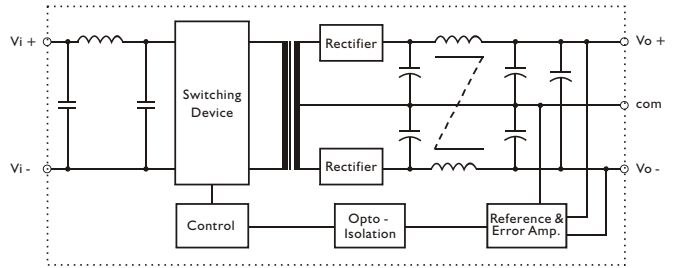 Vi +
Rectifier
Vo +
Switching
Device
com
Vi -
Rectifier
Vo -
Control
Opto -
Isolation
Reference &
Error Amp.